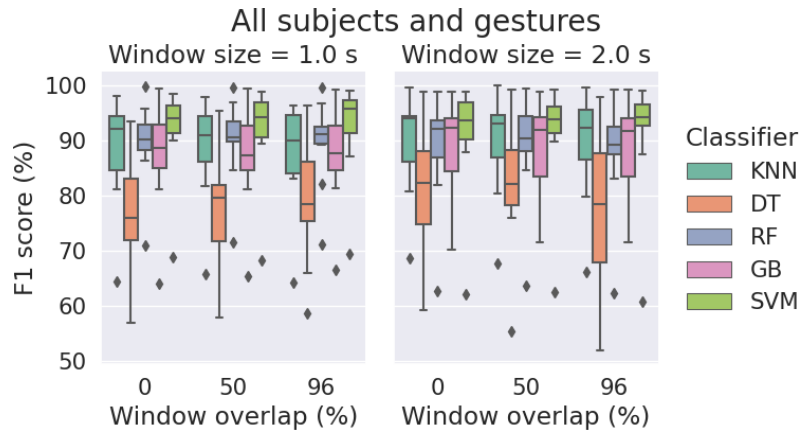 All subjects and gestures
Window size = 1.0 s
Window size = 2.0 s
F1 score (%)
100
90
80
70
60
50
0 50 96
0 50 96
Window overlap (%)
Window overlap (%)
Classifier
KNN
DT
RF
GB
SVM